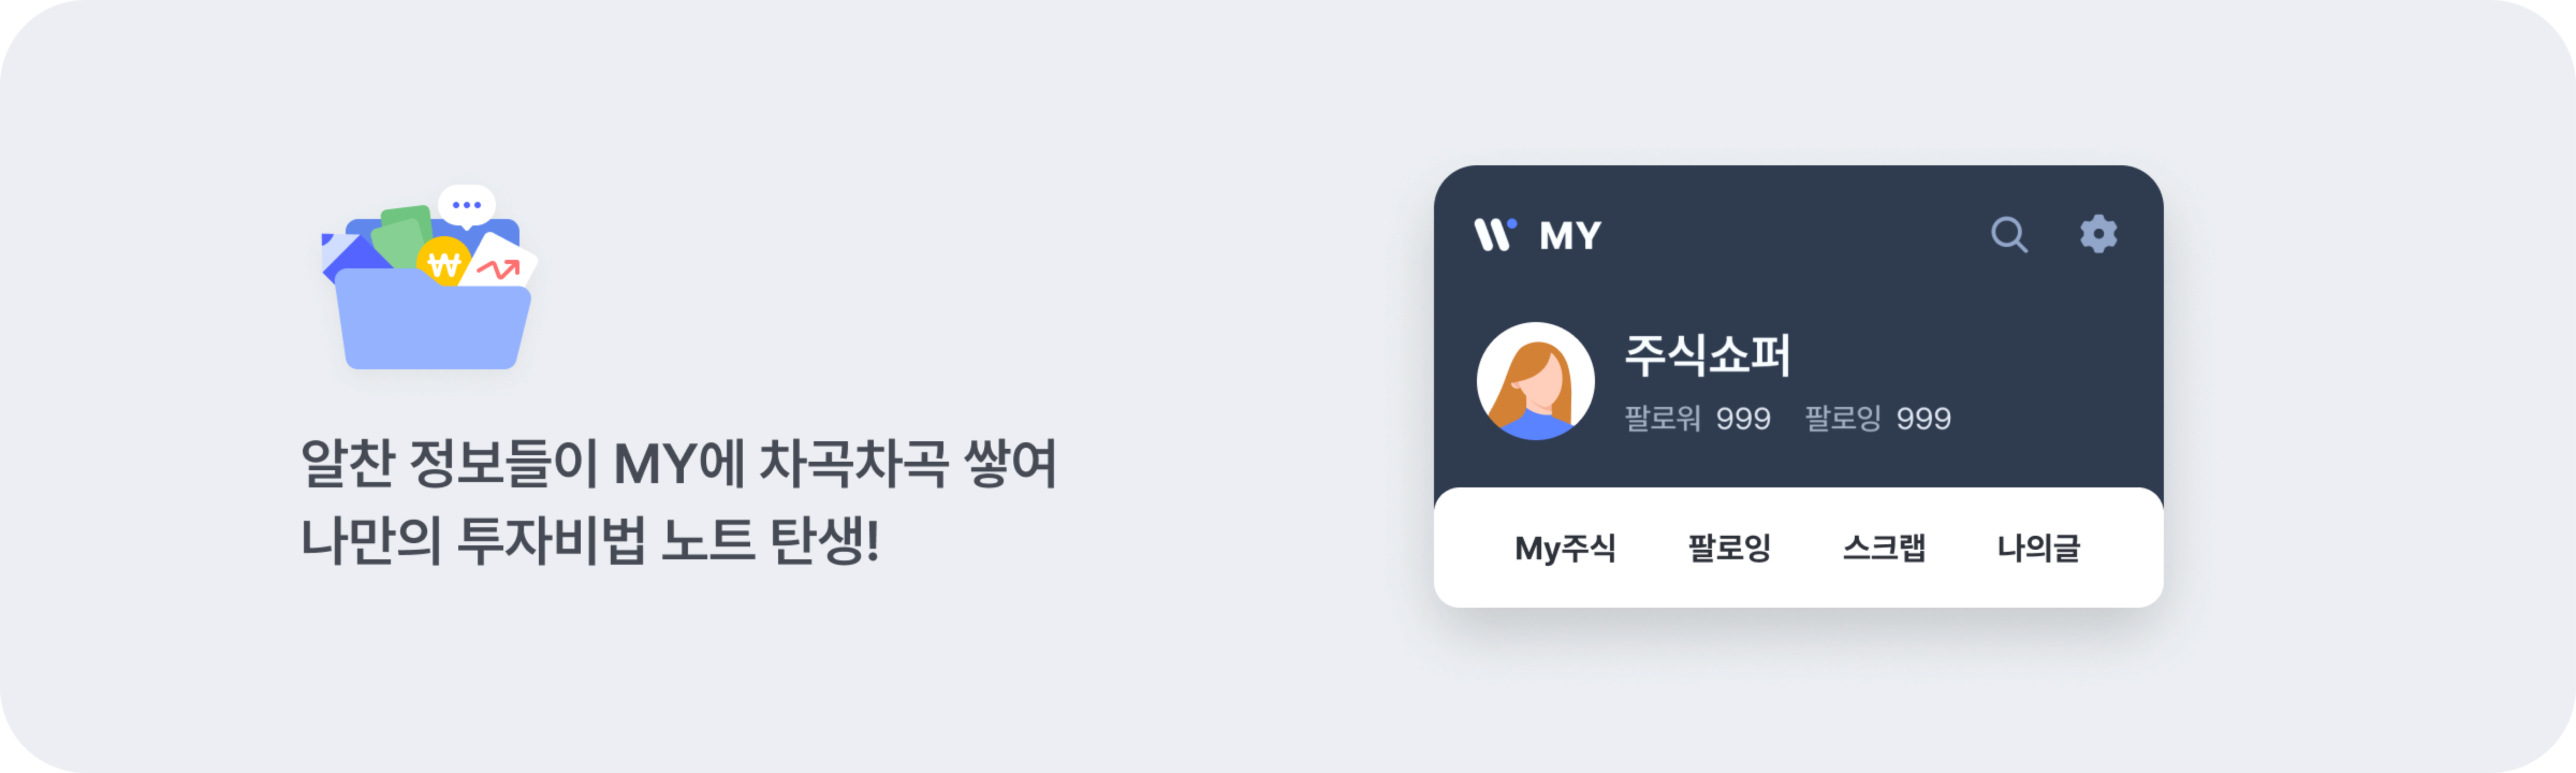 알찬 정보들이 MY에 차곡차곡 쌓여
나만의 투자비법 노트 탄생!
MY
주식쇼퍼
팔로워 999 팔로잉 999
My주식 팔로잉 스크랩 나의글